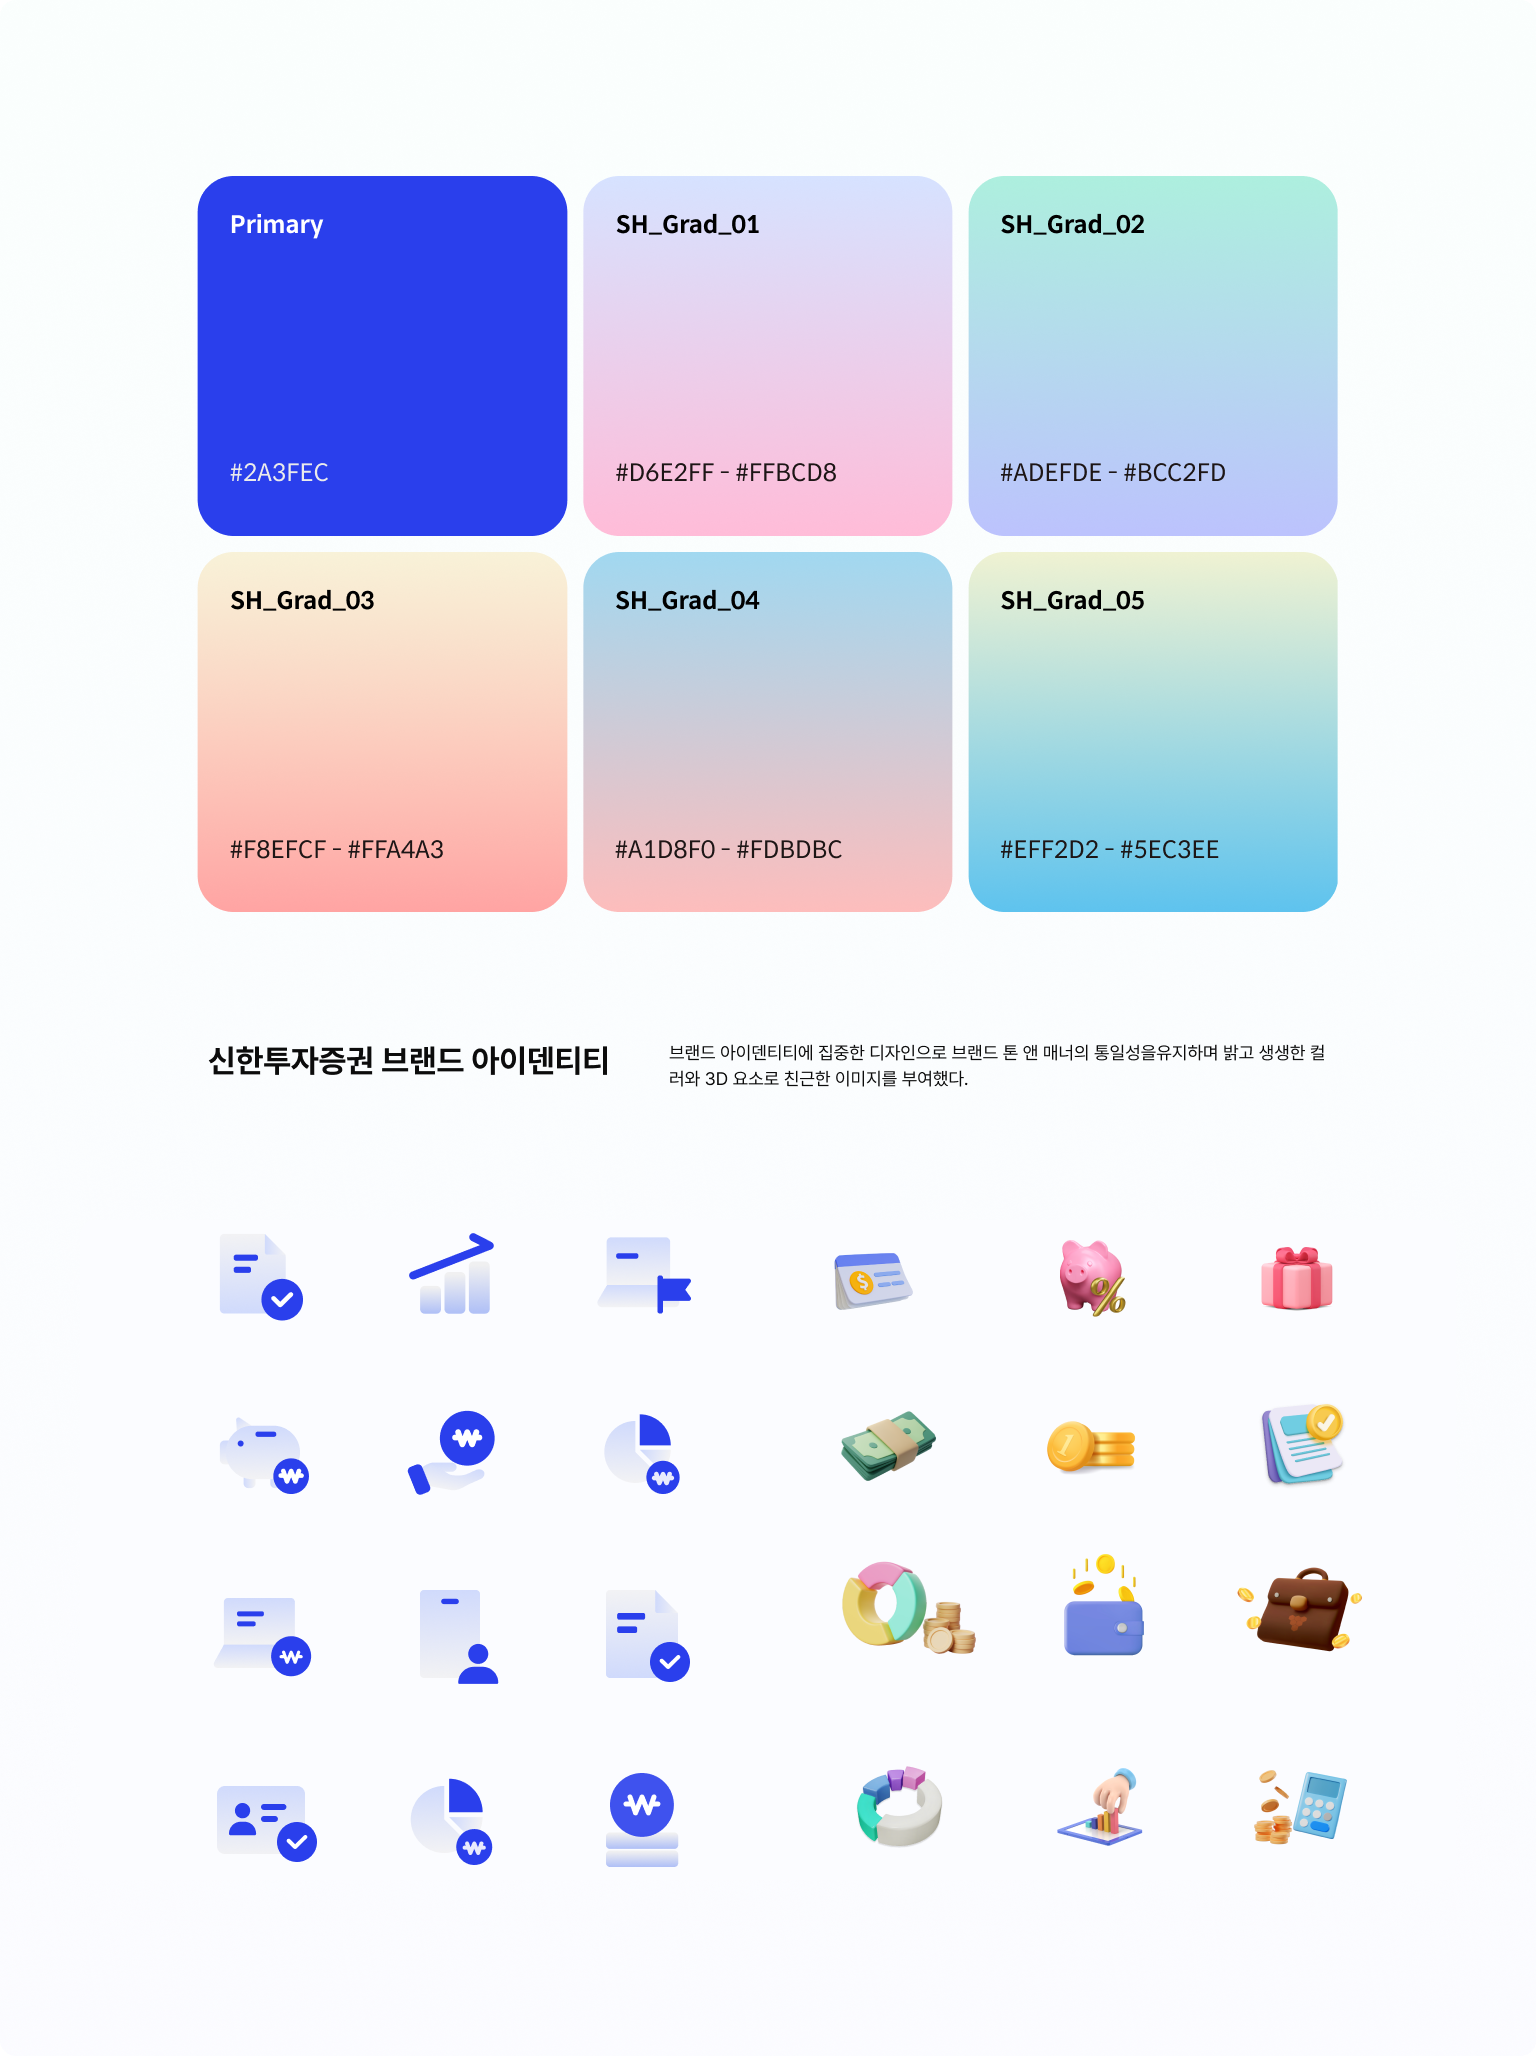 Primary
#2A3FEC
SH_Grad_01
#D6E2FF - #FFBCD8
SH_Grad_02
#ADEFDE - #BCC2FD
SH_Grad_03
#F8EFCF - #FFA4A3
SH_Grad_04
#A1D8F0 - #FDBDBC
SH_Grad_05
#EFF2D2 - #5EC3EE
신한투자증권 브랜드 아이덴티티
브랜드 아이덴티티에 집중한 디자인으로 브랜드 톤 앤 매너의 통일성을유지하며 밝고 생생한 컬
러와 3D 요소로 친근한 이미지를 부여했다.
$
%
₩
₩
₩
1
₩
₩
₩